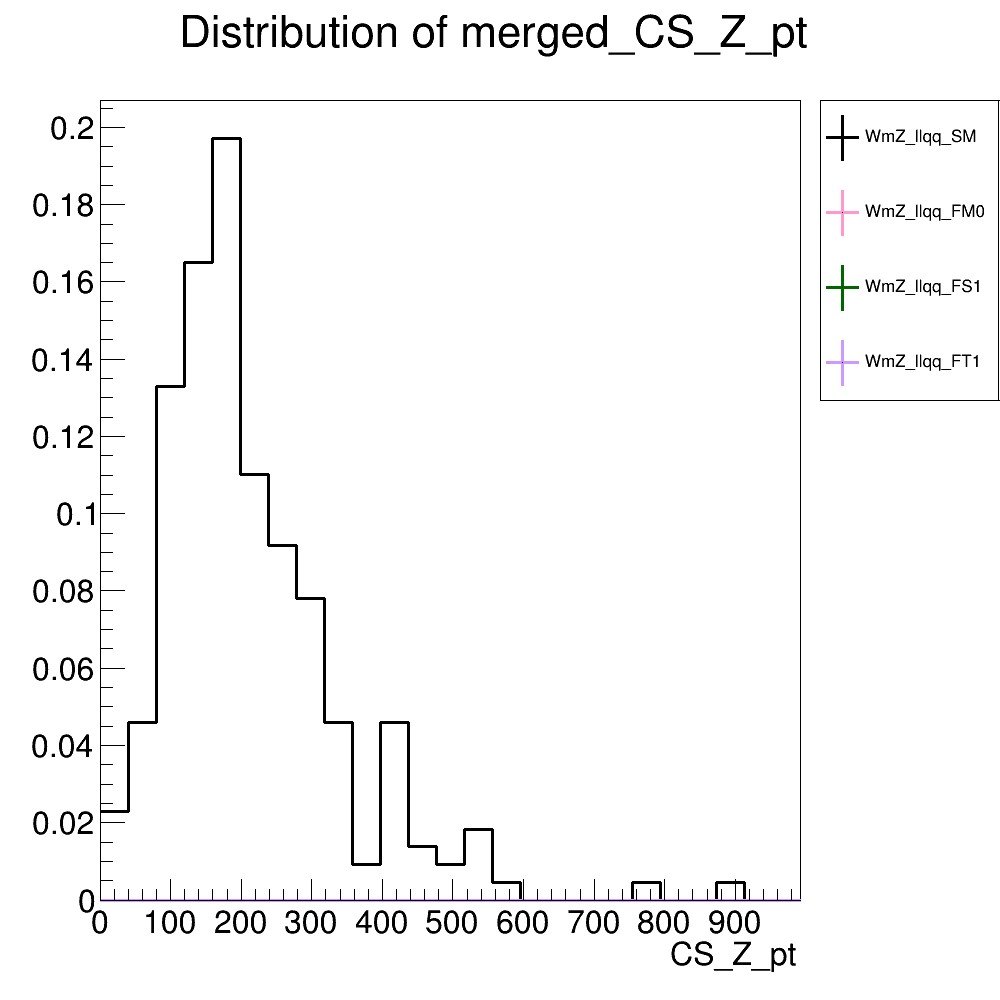 Distribution of merged_CS_Z_pt
WmZ_llqq_SM
WmZ_llqq_FM0
WmZ_llqq_FS1
WmZ_llqq_FT1
0.2
0.18
0.16
0.14
0.12
0.1
0.08
0.06
0.04
0.02
0
0 100 200 300 400 500 600 700 800 900
CS_Z_pt